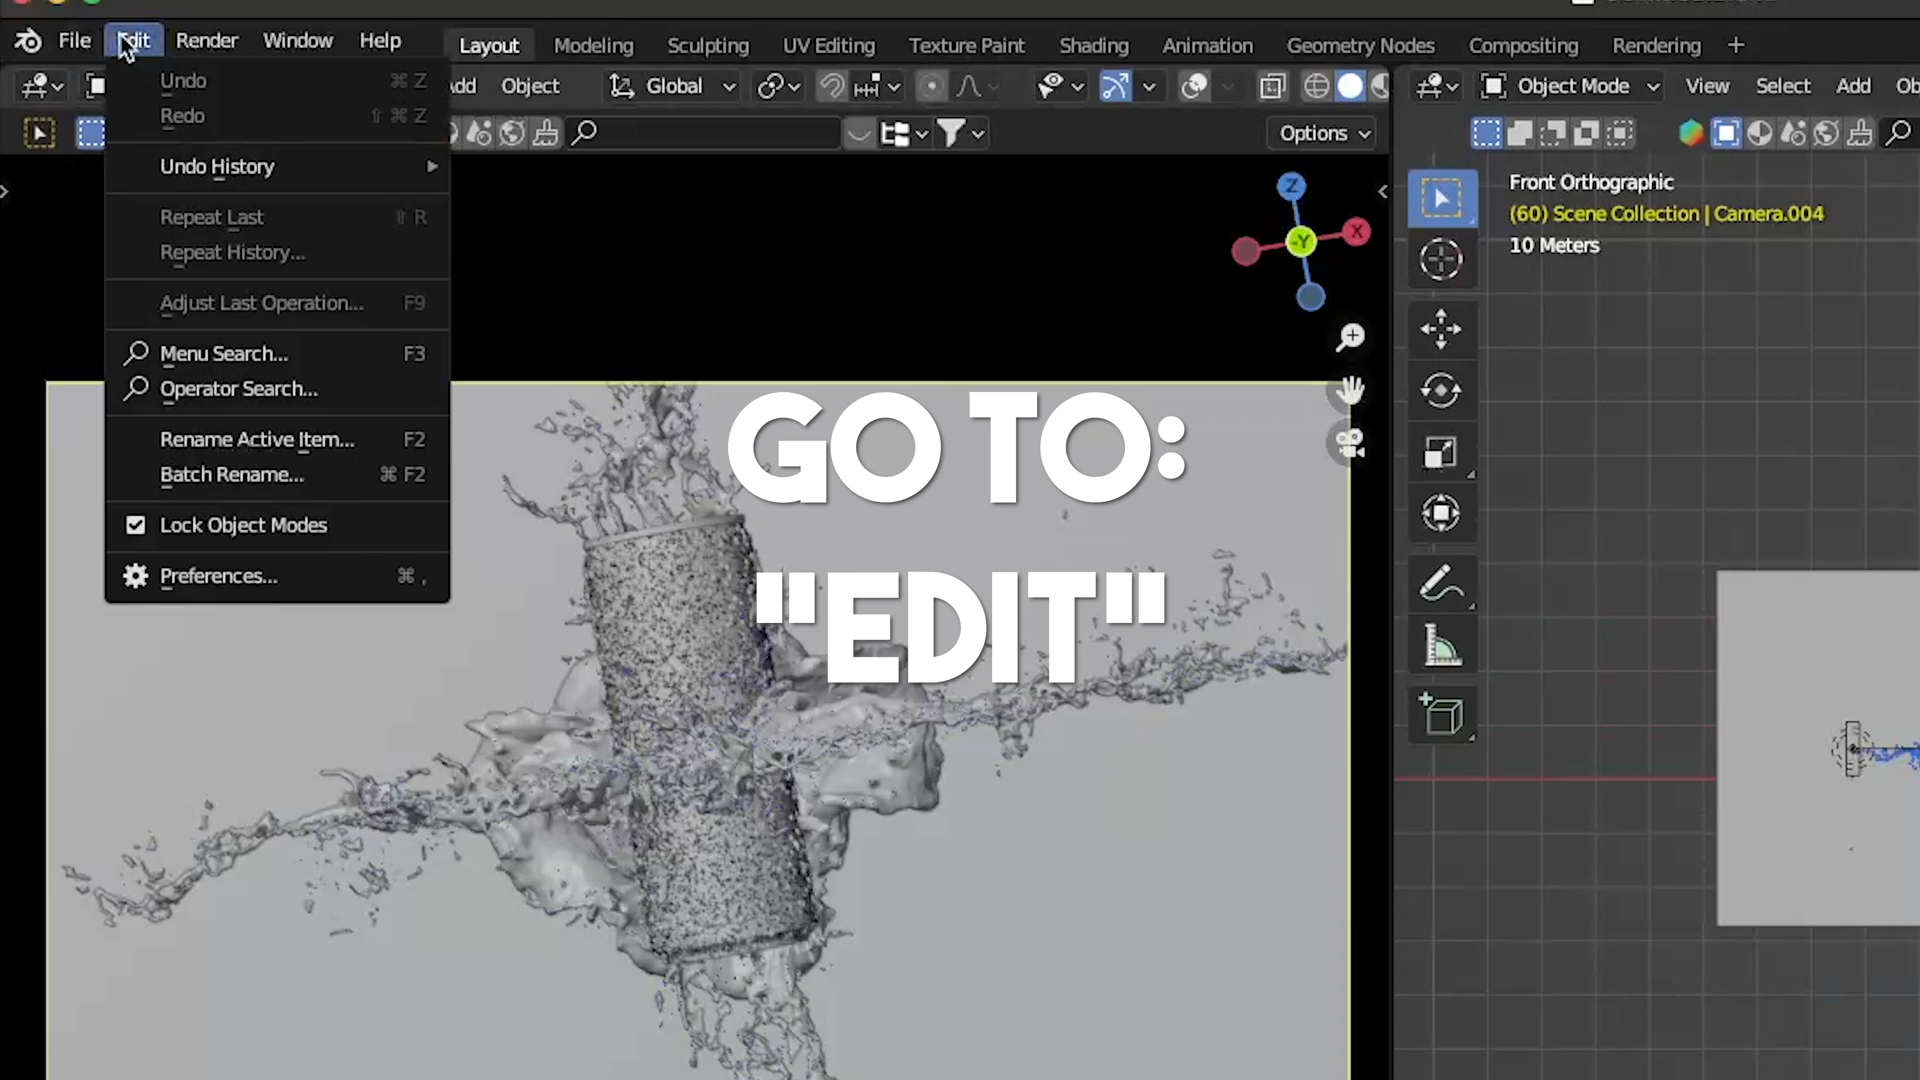 File Edit Render Window Help Layout Modeling Sculpting UV Editing Texture Paint Shading Animation Geometry Nodes Compositing Rendering +
Object Global Object Mode View Select Add
Options
Undo ⌘ Z
Redo ⇧ ⌘ Z
Undo History
Repeat Last ⇧ R
Repeat History...
Adjust Last Operation... F9
Menu Search... F3
Operator Search...
Rename Active Item... F2
Batch Rename... ⌘ F2
Lock Object Modes
Preferences... ⌘ ,
Z
X
-Y
GO TO:
"EDIT"
Front Orthographic
(60) Scene Collection | Camera.004
10 Meters